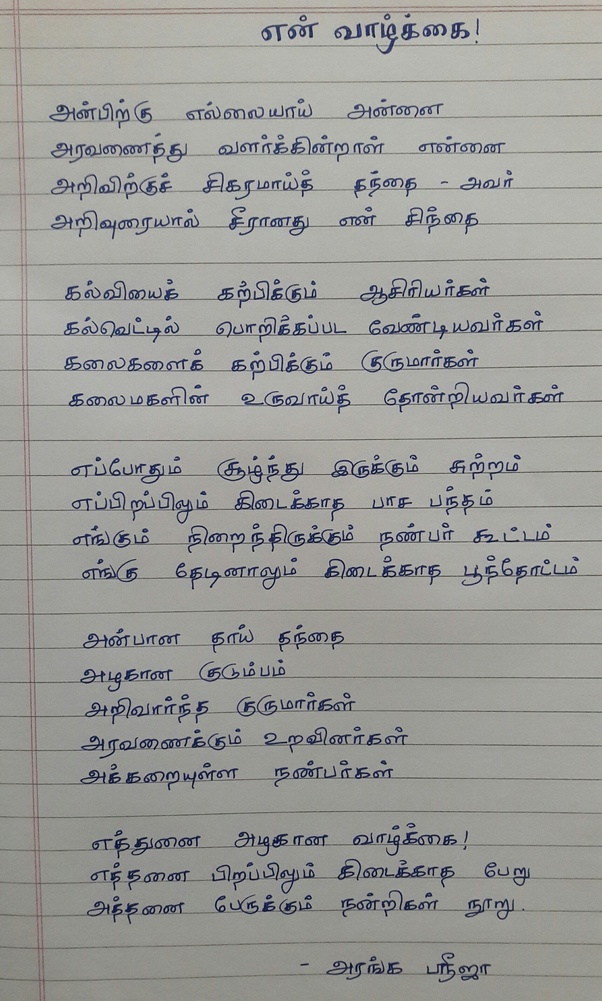 என் வாழ்க்கை!
அன்பிற்கு எல்லையாய் அன்னை
அரவணைத்து வளர்க்கின்றாள் என்னை
அறிவிற்குச் சிகரமாய்த் தந்தை - அவர்
அறிவுரையால் சீரானது என் சிந்தை
கல்வியைக் கற்பிக்கும் ஆசிரியர்கள்
கல்வெட்டில் பொறிக்கப்பட வேண்டியவர்கள்
கலைகளைக் கற்பிக்கும் குருமார்கள்
கலைமகளின் உருவாய்த் தோன்றியவர்கள்
எப்போதும் சூழ்ந்து இருக்கும் சுற்றம்
எப்பிறப்பிலும் கிடைக்காத பாச பந்தம்
எங்கும் நிறைந்திருக்கும் நண்பர் கூட்டம்
எங்கு தேடினாலும் கிடைக்காத பூந்தோட்டம்
அன்பான தாய் தந்தை
அழகான குடும்பம்
அறிவார்ந்த குருமார்கள்
அரவணைக்கும் உறவினர்கள்
அக்கறையுள்ள நண்பர்கள்
எத்துனை அழகான வாழ்க்கை!
எத்தனை பிறப்பிலும் கிடைக்காத பேறு
அத்தனை பேருக்கும் நன்றிகள் நூறு.
- அரங்க ஸ்ரீஜா